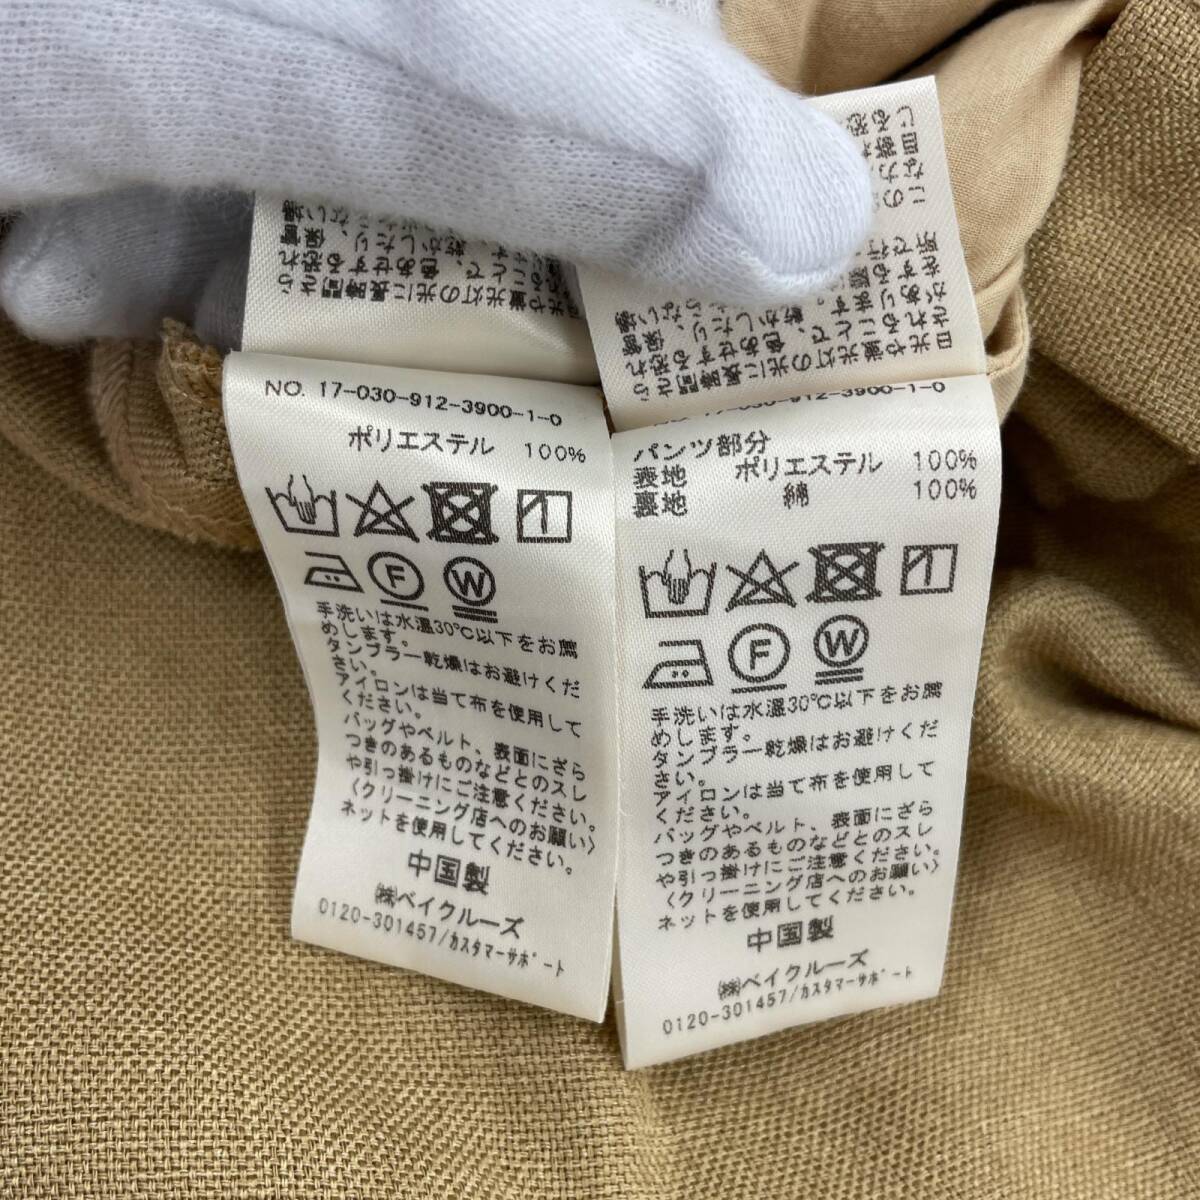 NO. 17-030-912-3900-1-0
ポリエステル 100%
F W
手洗いは水温30℃以下をお薦
めします。
タンブラー乾燥はお避けくだ
さい。
アイロンは当て布を使用して
ください。
バッグやベルト、表面にざら
つきのあるものなどとのスレ
や引っ掛けにご注意ください。
〈クリーニング店へのお願い〉
ネットを使用してください。
中国製
㈱ベイクルーズ
0120-301457/カスタマーサポート
17-030-912-3900-1-0
パンツ部分
表地 ポリエステル 100%
裏地 綿 100%
F W
手洗いは水温30℃以下をお薦
めします。
タンブラー乾燥はお避けくだ
さい。
アイロンは当て布を使用して
ください。
バッグやベルト、表面にざら
つきのあるものなどとのスレ
や引っ掛けにご注意ください。
〈クリーニング店へのお願い〉
ネットを使用してください。
中国製
㈱ベイクルーズ
0120-301457/カスタマーサポート